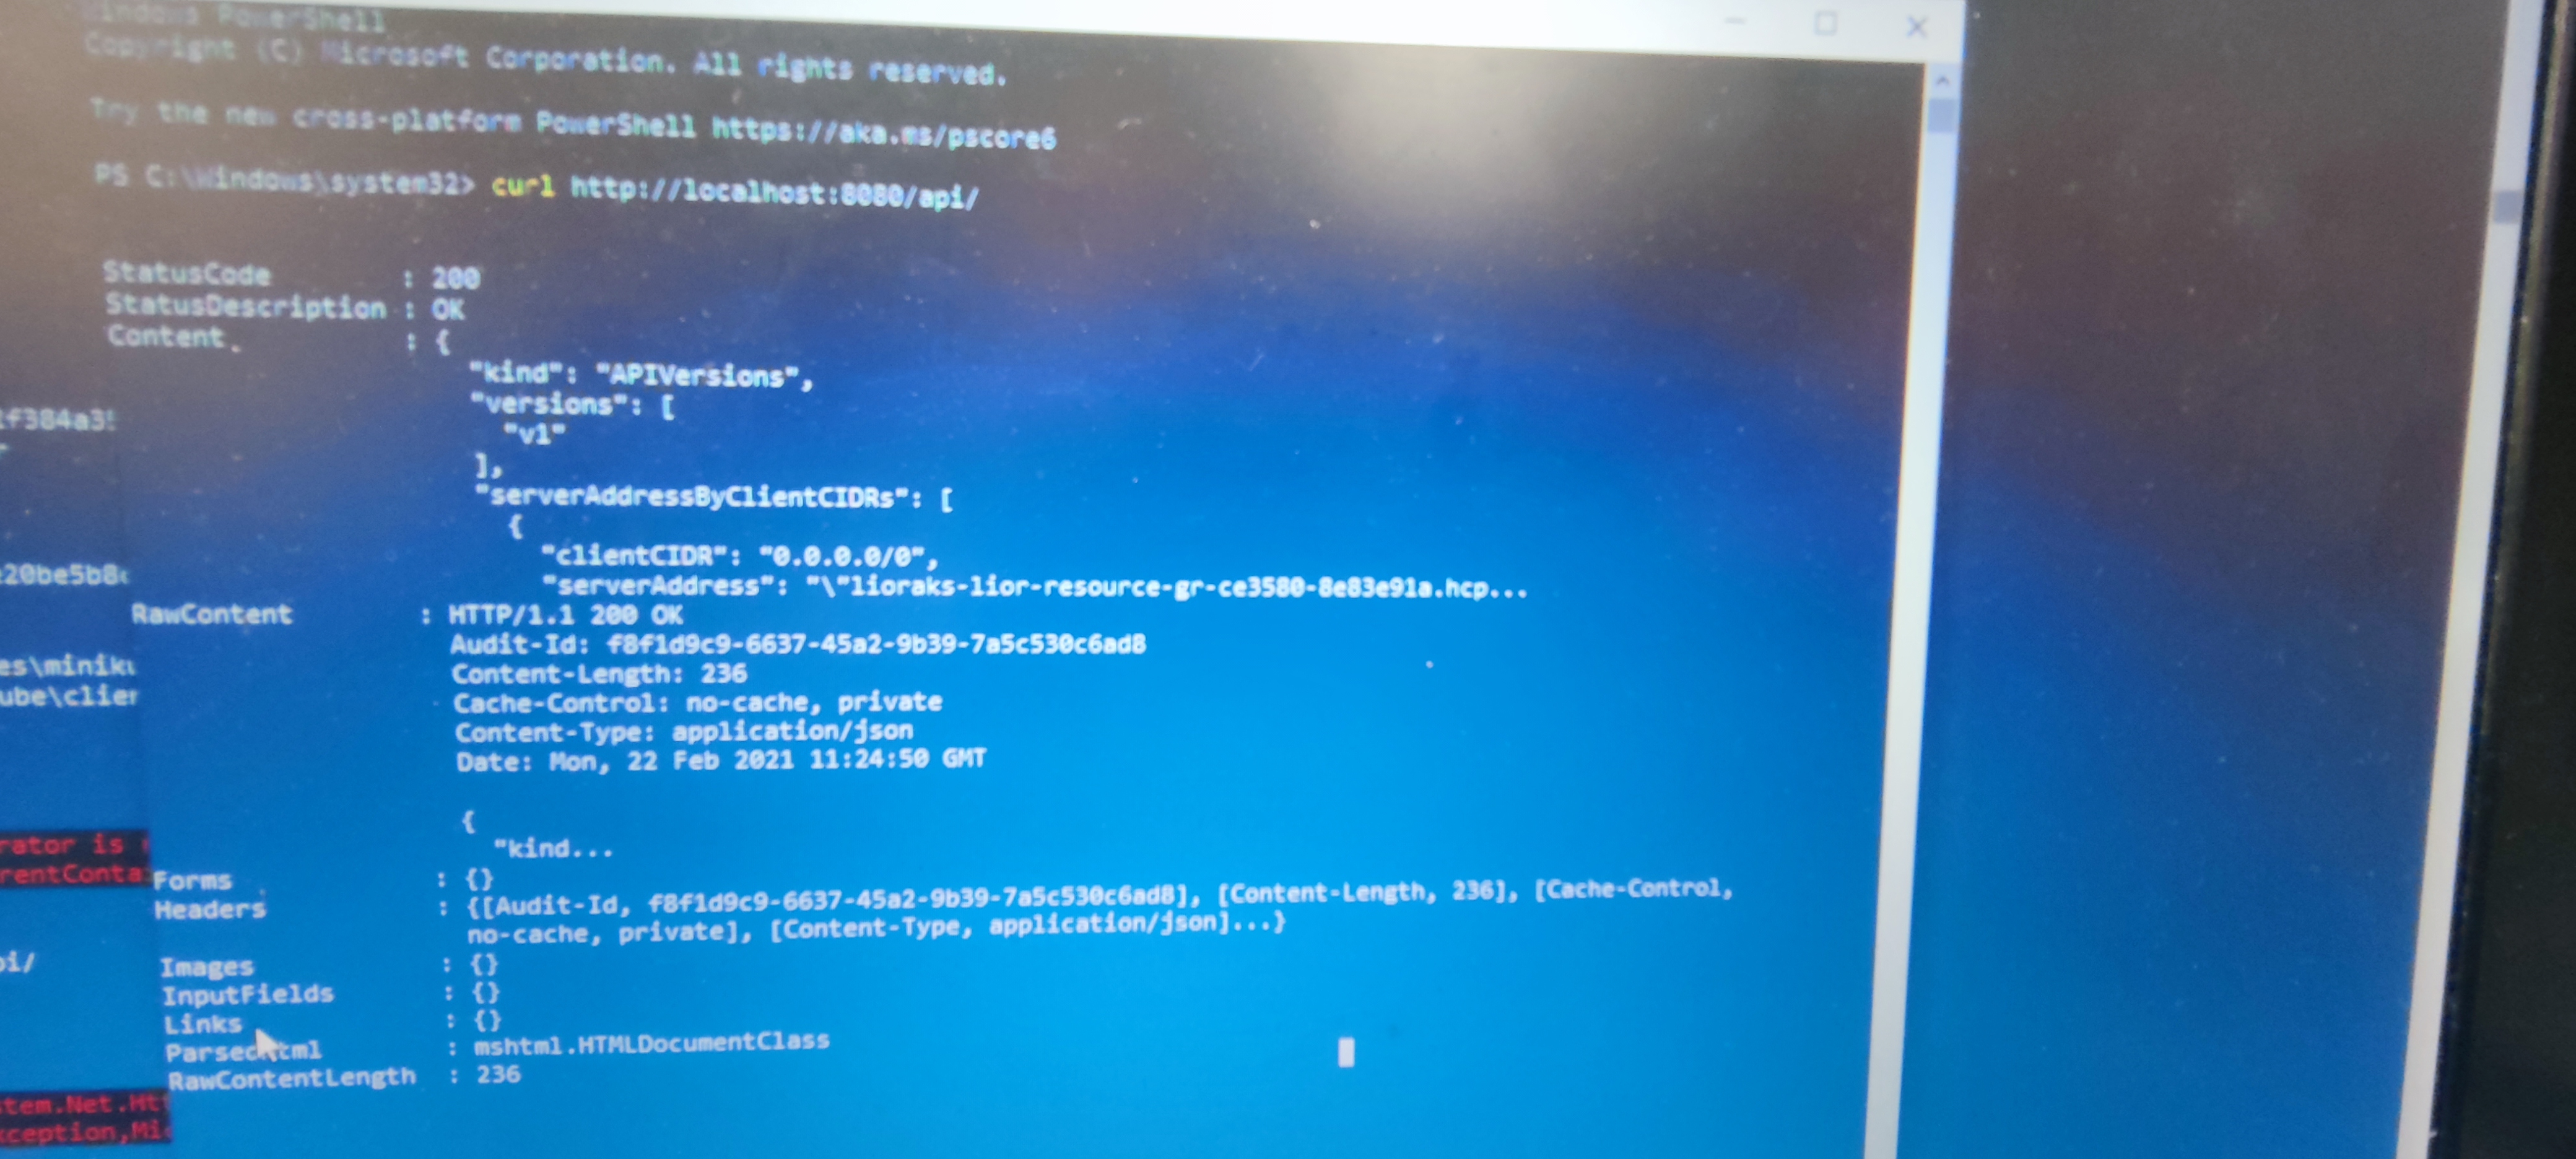 Windows PowerShell
Copyright (C) Microsoft Corporation. All rights reserved.
Try the new cross-platform PowerShell https://aka.ms/pscore6
PS C:\Windows\system32> curl http://localhost:8080/api/
StatusCode : 200
StatusDescription : OK
Content : {
"kind": "APIVersions",
"versions": [
"v1"
],
"serverAddressByClientCIDRs": [
{
"clientCIDR": "0.0.0.0/0",
"serverAddress": "\"lioraks-lior-resource-gr-ce3580-8e83e91a.hcp...
RawContent : HTTP/1.1 200 OK
Audit-Id: f8f1d9c9-6637-45a2-9b39-7a5c530c6ad8
Content-Length: 236
Cache-Control: no-cache, private
Content-Type: application/json
Date: Mon, 22 Feb 2021 11:24:50 GMT
{
"kind...
Forms : {}
Headers : {[Audit-Id, f8f1d9c9-6637-45a2-9b39-7a5c530c6ad8], [Content-Length, 236], [Cache-Control,
no-cache, private], [Content-Type, application/json]...}
Images : {}
InputFields : {}
Links : {}
ParsedHtml : mshtml.HTMLDocumentClass
RawContentLength : 236
f384a35
20be5b8
es\miniku
ube\clien
rator is
rentConta
pi/
tem.Net.Ht
xception,Mi